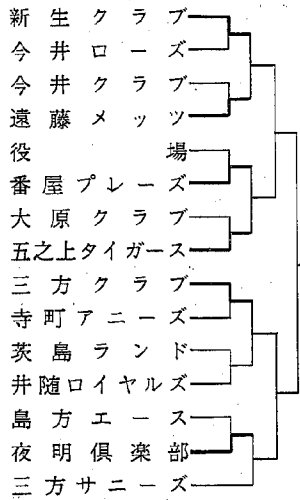 新生クラブ
今井ローズ
今井クラブ
遠藤メッツ
役場
番屋ブレーズ
大原クラブ
五之上タイガース
三方クラブ
寺町アニーズ
茨島ランド
井随ロイヤルズ
島方エース
夜明倶楽部
三方サニーズ